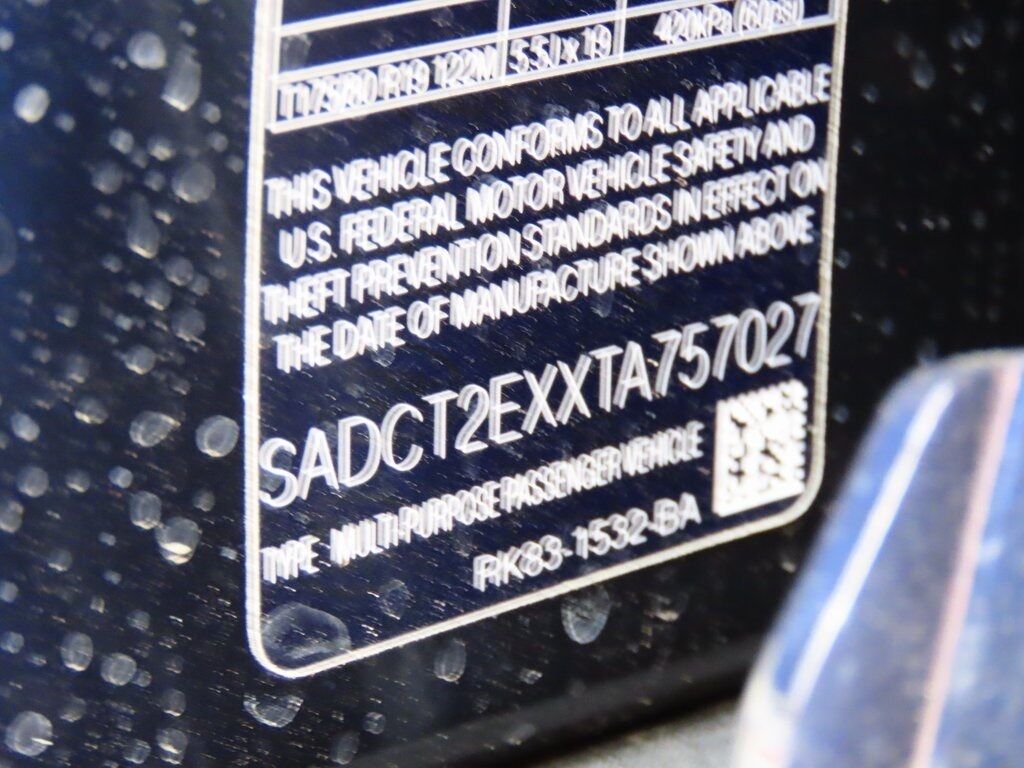 T175/80 R19 122M 5.5J x 19 420kPa (60psi)
THIS VEHICLE CONFORMS TO ALL APPLICABLE
U.S. FEDERAL MOTOR VEHICLE SAFETY AND
THEFT PREVENTION STANDARDS IN EFFECT ON
THE DATE OF MANUFACTURE SHOWN ABOVE
SADCT2EXXTA757027
TYPE: MULTI-PURPOSE PASSENGER VEHICLE
PK83-1532-BA